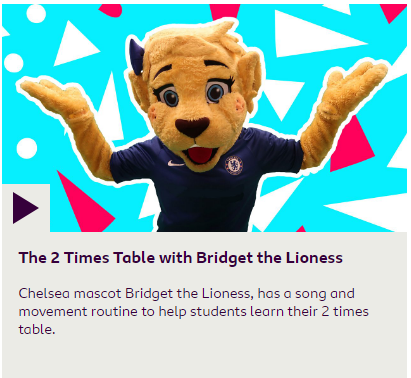 The 2 Times Table with Bridget the Lioness
Chelsea mascot Bridget the Lioness, has a song and
movement routine to help students learn their 2 times
table.